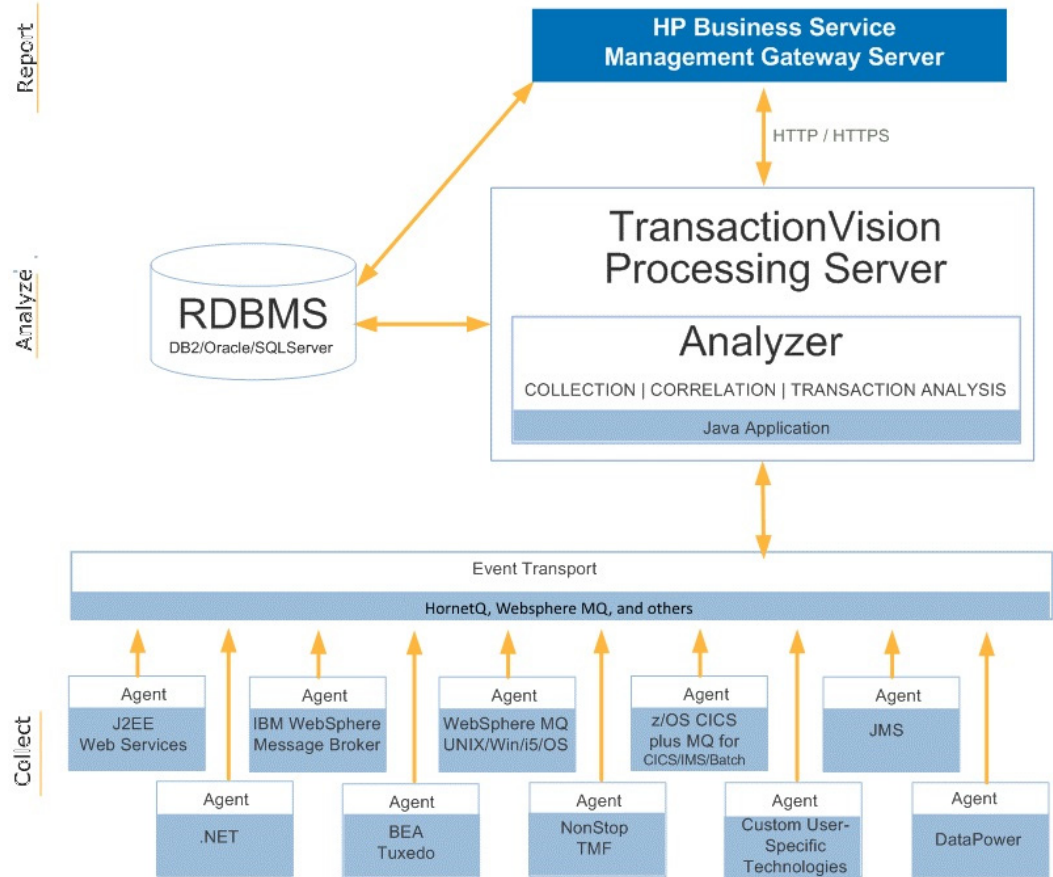 Report
HP Business Service
Management Gateway Server
HTTP / HTTPS
Analyze
RDBMS
DB2/Oracle/SQLServer
TransactionVision
Processing Server
Analyzer
COLLECTION | CORRELATION | TRANSACTION ANALYSIS
Java Application
Event Transport
HornetQ, Websphere MQ, and others
Collect
Agent
J2EE
Web Services
Agent
IBM WebSphere
Message Broker
Agent
WebSphere MQ
UNIX/Win/i5/OS
Agent
z/OS CICS
plus MQ for
CICS/IMS/Batch
Agent
JMS
Agent
.NET
Agent
BEA
Tuxedo
Agent
NonStop
TMF
Agent
Custom User-
Specific
Technologies
Agent
DataPower